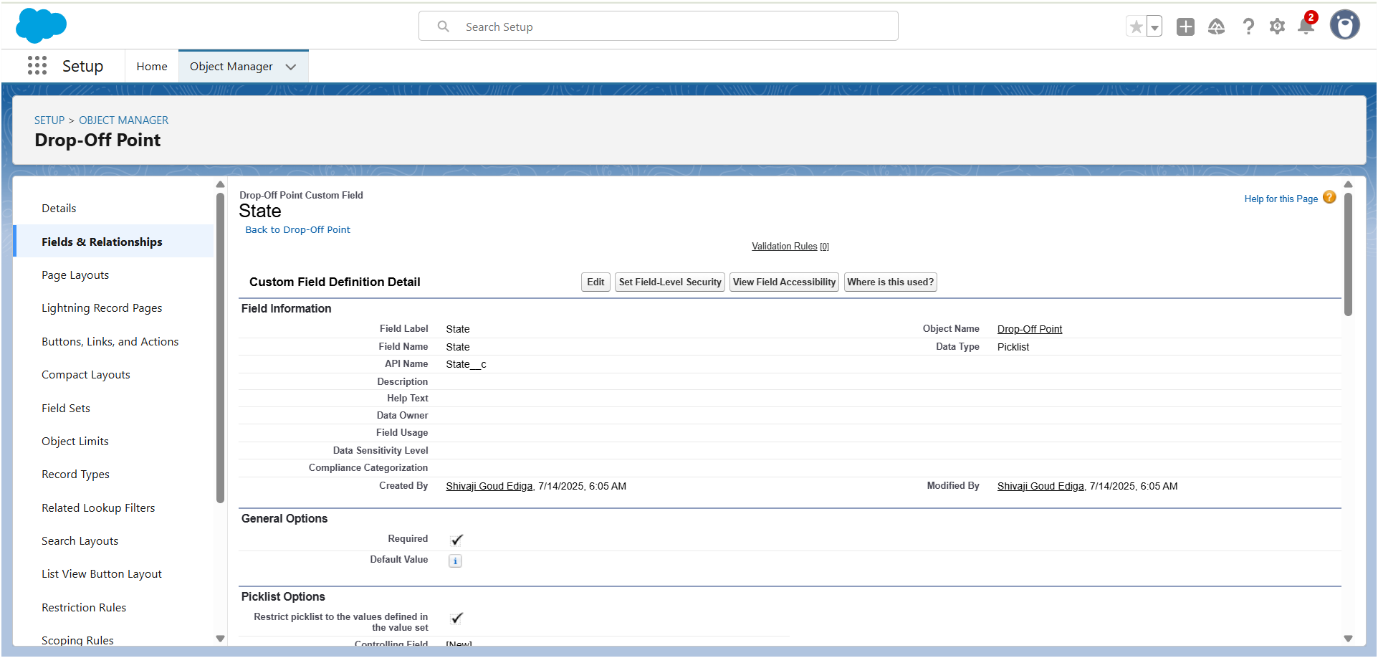 Search Setup
2
Setup
Home
Object Manager
SETUP > OBJECT MANAGER
Drop-Off Point
Details
Fields & Relationships
Page Layouts
Lightning Record Pages
Buttons, Links, and Actions
Compact Layouts
Field Sets
Object Limits
Record Types
Related Lookup Filters
Search Layouts
List View Button Layout
Restriction Rules
Scoping Rules
Drop-Off Point Custom Field
State
Back to Drop-Off Point
Help for this Page ?
Validation Rules [0]
Custom Field Definition Detail
Edit
Set Field-Level Security
View Field Accessibility
Where is this used?
Field Information
Field Label State Object Name Drop-Off Point
Field Name State Data Type Picklist
API Name State__c
Description
Help Text
Data Owner
Field Usage
Data Sensitivity Level
Compliance Categorization
Created By Shivaji Goud Ediga, 7/14/2025, 6:05 AM Modified By Shivaji Goud Ediga, 7/14/2025, 6:05 AM
General Options
Required
Default Value i
Picklist Options
Restrict picklist to the values defined in
the value set
Controlling Field [New]